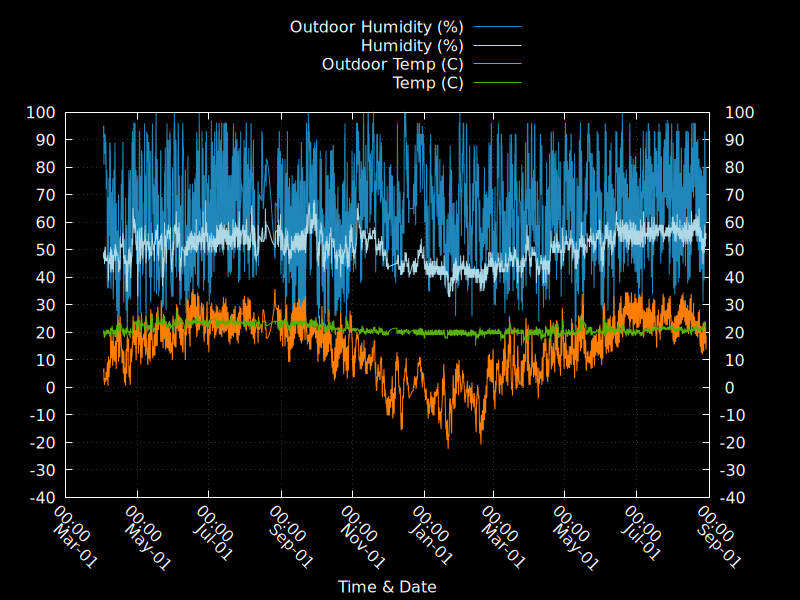 Outdoor Humidity (%)
Humidity (%)
Outdoor Temp (C)
Temp (C)
100 100
90 90
80 80
70 70
60 60
50 50
40 40
30 30
20 20
10 10
0 0
-10 -10
-20 -20
-30 -30
-40 -40
00:00
Mar-01
00:00
May-01
00:00
Jul-01
00:00
Sep-01
00:00
Nov-01
00:00
Jan-01
00:00
Mar-01
00:00
May-01
00:00
Jul-01
00:00
Sep-01
Time & Date